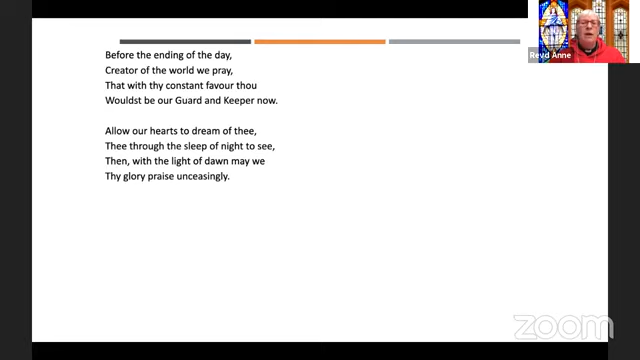 Before the ending of the day,
Creator of the world we pray,
That with thy constant favour thou
Wouldst be our Guard and Keeper now.
Allow our hearts to dream of thee,
Thee through the sleep of night to see,
Then, with the light of dawn may we
Thy glory praise unceasingly.
Revd Anne
zoom